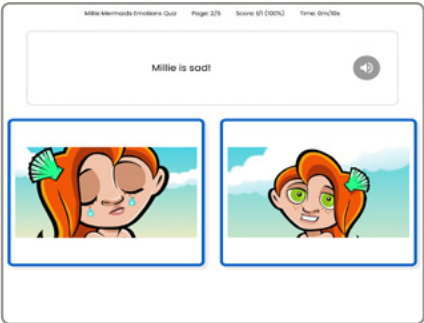 Millie Mermaids Emotions Quiz Page: 2/5 Score: 1/1 (100%) Time: 0m/10s
Millie is sad!